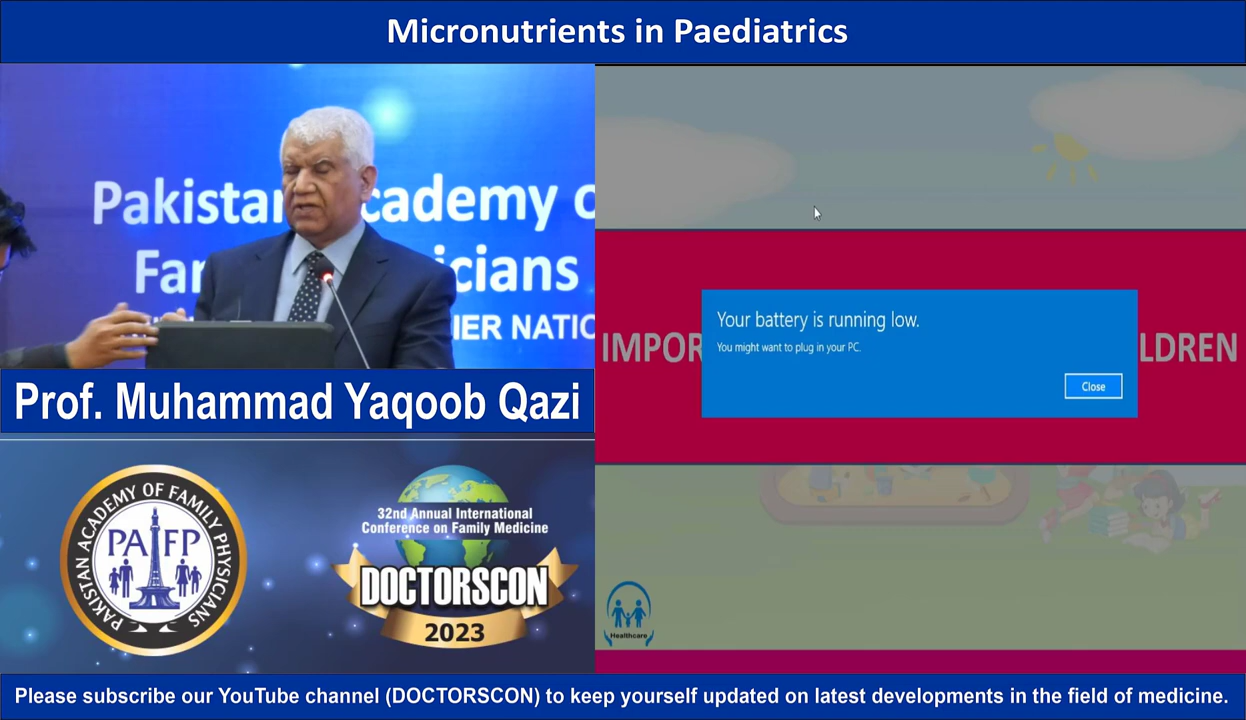 Micronutrients in Paediatrics
Pakistan Academy o
Fa icians
IER NATIO
Prof. Muhammad Yaqoob Qazi
PAKISTAN ACADEMY OF FAMILY PHYSICIANS
PAFP
32nd Annual International
Conference on Family Medicine
DOCTORSCON
2023
Your battery is running low.
You might want to plug in your PC.
Close
IMPOR LDREN
Healthcare
Please subscribe our YouTube channel (DOCTORSCON) to keep yourself updated on latest developments in the field of medicine.